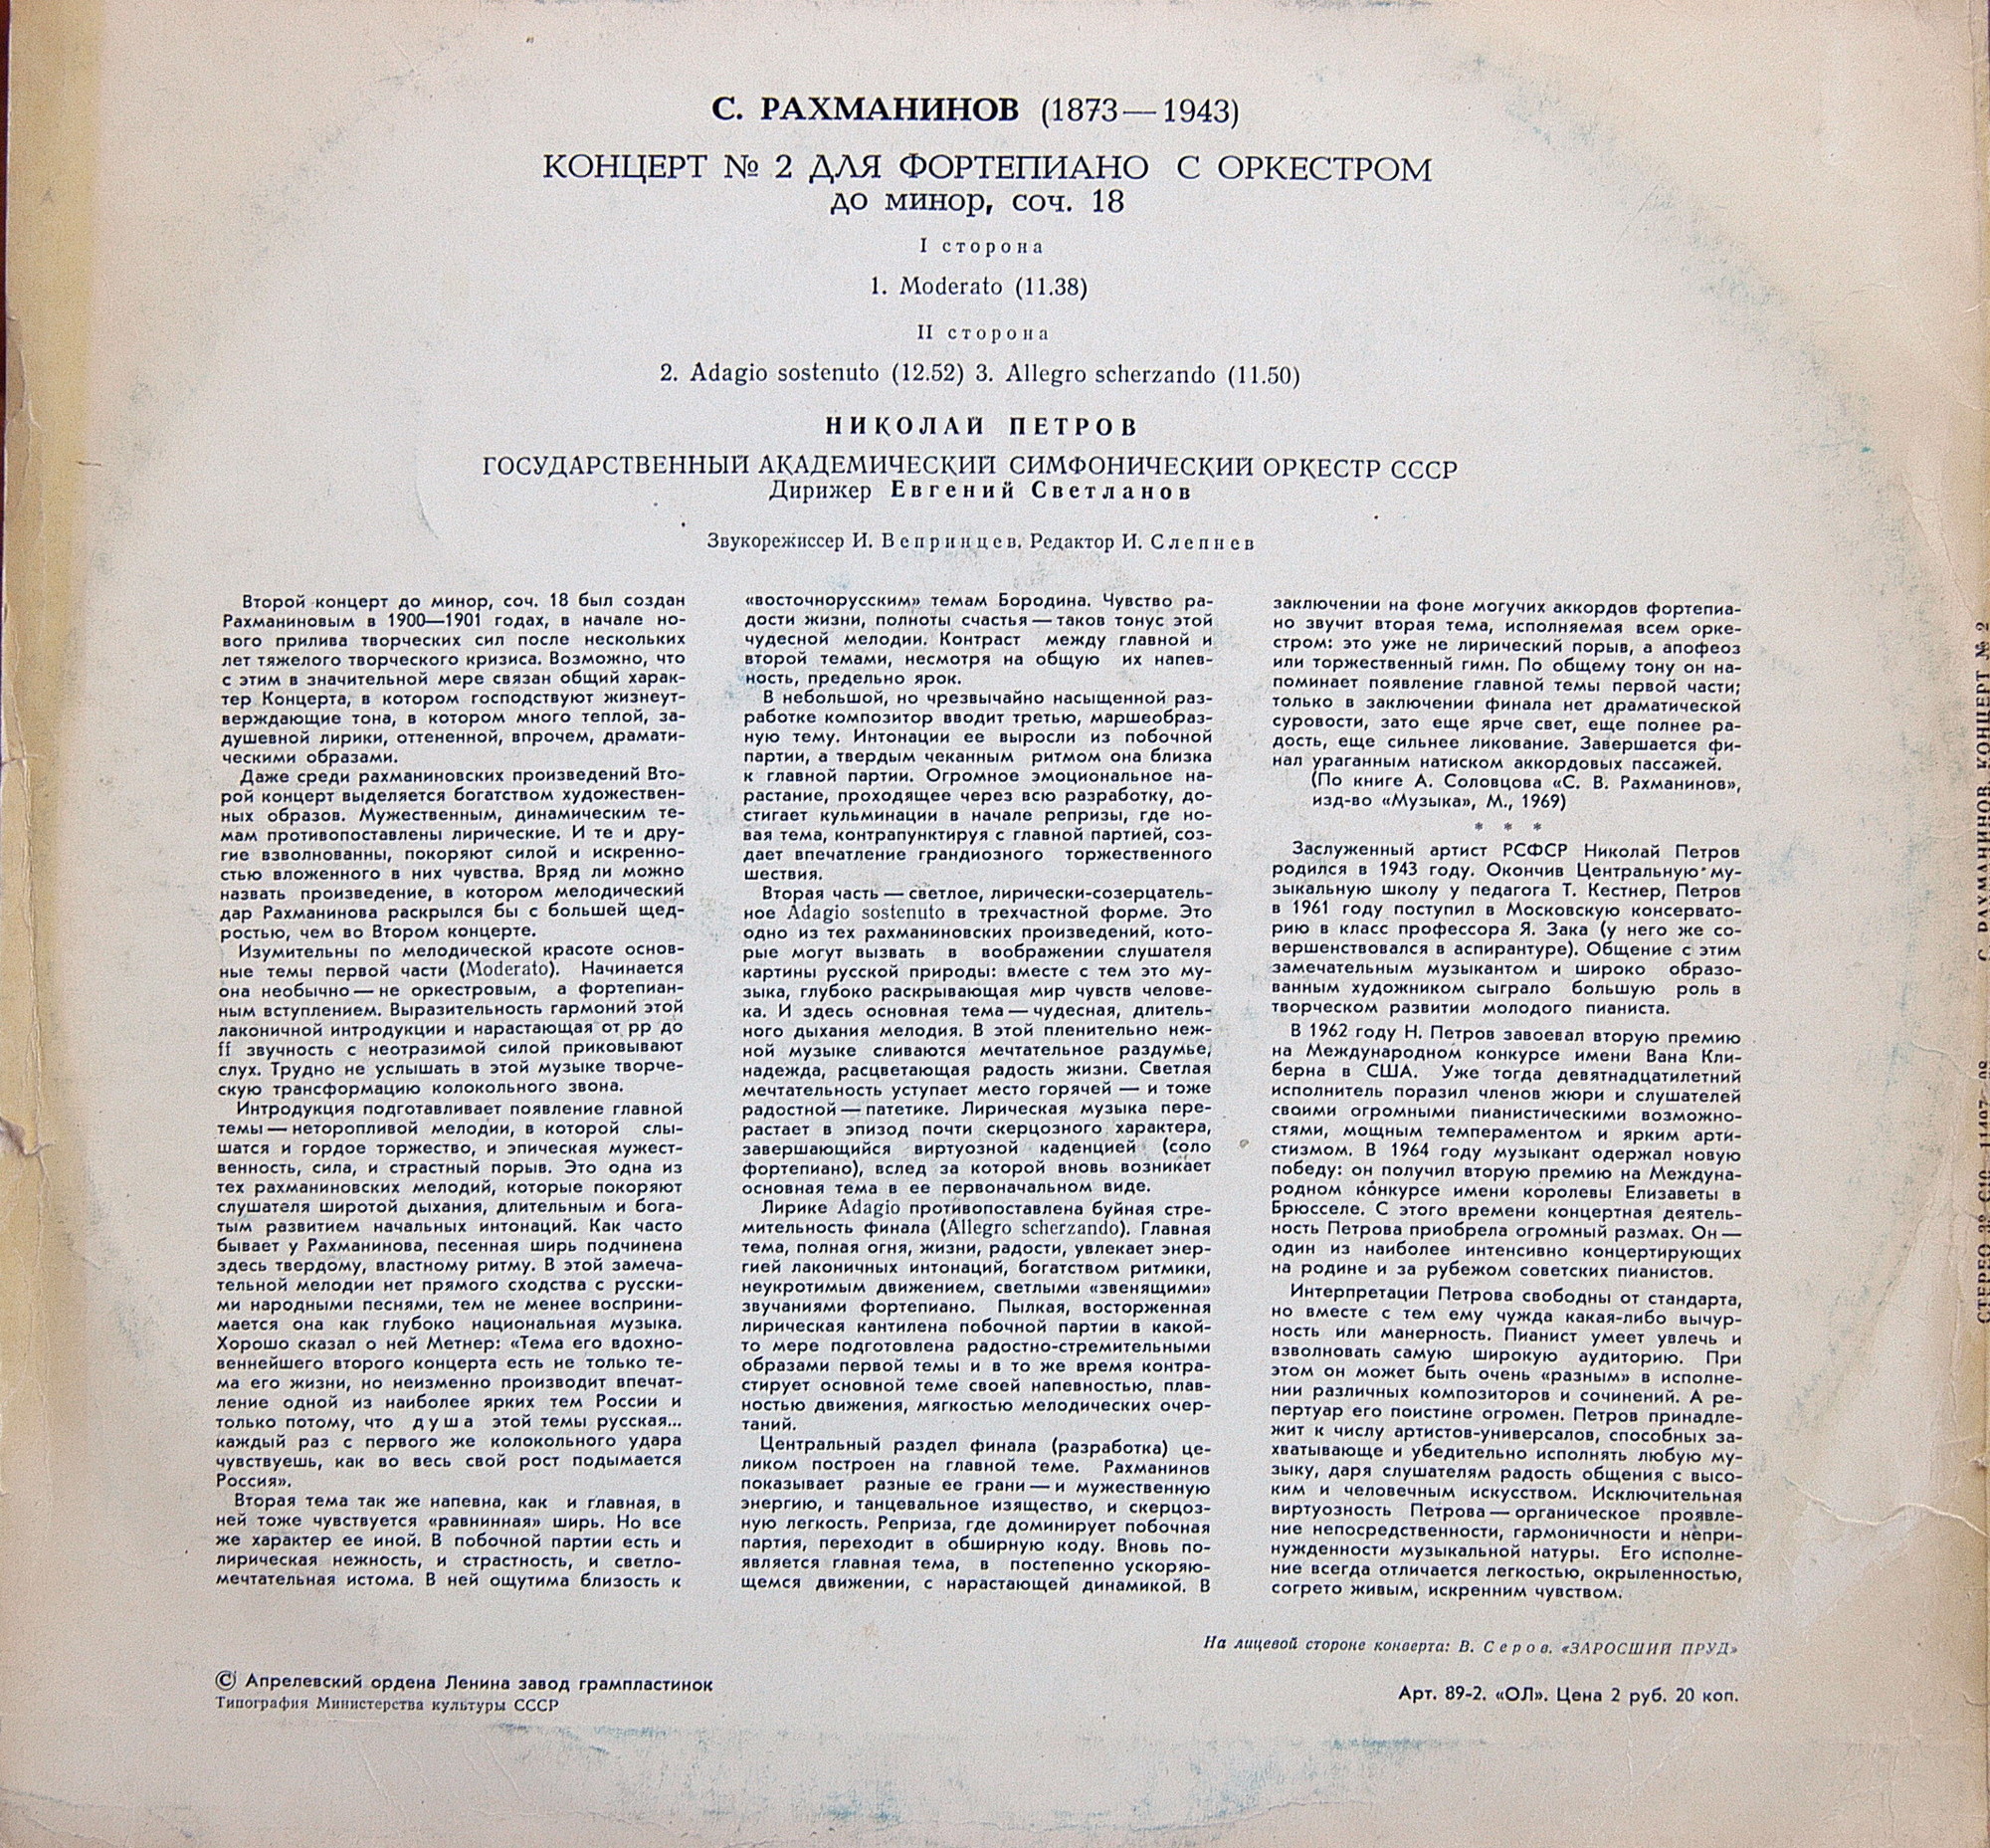 С. РАХМАНИНОВ (1873—1943)
КОНЦЕРТ № 2 ДЛЯ ФОРТЕПИАНО С ОРКЕСТРОМ
до минор, соч. 18
I сторона
1. Moderato (11.38)
II сторона
2. Adagio sostenuto (12.52) 3. Allegro scherzando (11.50)
НИКОЛАЙ ПЕТРОВ
ГОСУДАРСТВЕННЫЙ АКАДЕМИЧЕСКИЙ СИМФОНИЧЕСКИЙ ОРКЕСТР СССР
Дирижер Евгений Светланов
Звукорежиссер И. Вепринцев. Редактор И. Слепнев
Второй концерт до минор, соч. 18 был создан
Рахманиновым в 1900—1901 годах, в начале но-
вого прилива творческих сил после нескольких
лет тяжелого творческого кризиса. Возможно, что
с этим в значительной мере связан общий харак-
тер Концерта, в котором господствуют жизнеут-
верждающие тона, в котором много теплой, за-
душевной лирики, оттененной, впрочем, драмати-
ческими образами.
Даже среди рахманиновских произведений Вто-
рой концерт выделяется богатством художествен-
ных образов. Мужественным, динамическим те-
мам противопоставлены лирические. И те и дру-
гие взволнованны, покоряют силой и искренно-
стью вложенного в них чувства. Вряд ли можно
назвать произведение, в котором мелодический
дар Рахманинова раскрылся бы с большей щед-
ростью, чем во Втором концерте.
Изумительны по мелодической красоте основ-
ные темы первой части (Moderato). Начинается
она необычно — не оркестровым, а фортепиан-
ным вступлением. Выразительность гармоний этой
лаконичной интродукции и нарастающая от pp до
ff звучность с неотразимой силой приковывают
слух. Трудно не услышать в этой музыке творче-
скую трансформацию колокольного звона.
Интродукция подготавливает появление главной
темы — неторопливой мелодии, в которой слы-
шатся и гордое торжество, и эпическая мужест-
венность, сила, и страстный порыв. Это одна из
тех рахманиновских мелодий, которые покоряют
слушателя широтой дыхания, длительным и бога-
тым развитием начальных интонаций. Как часто
бывает у Рахманинова, песенная ширь подчинена
здесь твердому, властному ритму. В этой замеча-
тельной мелодии нет прямого сходства с русски-
ми народными песнями, тем не менее восприни-
мается она как глубоко национальная музыка.
Хорошо сказал о ней Метнер: «Тема его вдохно-
веннейшего второго концерта есть не только те-
ма его жизни, но неизменно производит впечат-
ление одной из наиболее ярких тем России и
только потому, что душа этой темы русская...
каждый раз с первого же колокольного удара
чувствуешь, как во весь свой рост подымается
Россия».
Вторая тема так же напевна, как и главная, в
ней тоже чувствуется «равнинная» ширь. Но все
же характер ее иной. В побочной партии есть и
лирическая нежность, и страстность, и светло-
мечтательная истома. В ней ощутима близость к
«восточнорусским» темам Бородина. Чувство ра-
дости жизни, полноты счастья — таков тонус этой
чудесной мелодии. Контраст между главной и
второй темами, несмотря на общую их напев-
ность, предельно ярок.
В небольшой, но чрезвычайно насыщенной раз-
работке композитор вводит третью, маршеобраз-
ную тему. Интонации ее выросли из побочной
партии, а твердым чеканным ритмом она близка
к главной партии. Огромное эмоциональное на-
растание, проходящее через всю разработку, до-
стигает кульминации в начале репризы, где но-
вая тема, контрапунктируя с главной партией, соз-
дает впечатление грандиозного торжественного
шествия.
Вторая часть — светлое, лирически-созерцатель-
ное Adagio sostenuto в трехчастной форме. Это
одно из тех рахманиновских произведений, кото-
рые могут вызвать в воображении слушателя
картины русской природы: вместе с тем это му-
зыка, глубоко раскрывающая мир чувств челове-
ка. И здесь основная тема — чудесная, длитель-
ного дыхания мелодия. В этой пленительно неж-
ной музыке сливаются мечтательное раздумье,
надежда, расцветающая радость жизни. Светлая
мечтательность уступает место горячей — и тоже
радостной — патетике. Лирическая музыка пере-
растает в эпизод почти скерцозного характера,
завершающийся виртуозной каденцией (соло
фортепиано), вслед за которой вновь возникает
основная тема в ее первоначальном виде.
Лирике Adagio противопоставлена буйная стре-
мительность финала (Allegro scherzando). Главная
тема, полная огня, жизни, радости, увлекает энер-
гией лаконичных интонаций, богатством ритмики,
неукротимым движением, светлыми «звенящими»
звучаниями фортепиано. Пылкая, восторженная
лирическая кантилена побочной партии в какой-
то мере подготовлена радостно-стремительными
образами первой темы и в то же время контра-
стирует основной теме своей напевностью, плав-
ностью движения, мягкостью мелодических очер-
таний.
Центральный раздел финала (разработка) це-
ликом построен на главной теме. Рахманинов
показывает разные ее грани — и мужественную
энергию, и танцевальное изящество, и скерцоз-
ную легкость. Реприза, где доминирует побочная
партия, переходит в обширную коду. Вновь по-
является главная тема, в постепенно ускоряю-
щемся движении, с нарастающей динамикой. В
заключении на фоне могучих аккордов фортепиа-
но звучит вторая тема, исполняемая всем орке-
стром: это уже не лирический порыв, а апофеоз
или торжественный гимн. По общему тону он на-
поминает появление главной темы первой части;
только в заключении финала нет драматической
суровости, зато еще ярче свет, еще полнее ра-
дость, еще сильнее ликование. Завершается фи-
нал ураганным натиском аккордовых пассажей.
(По книге А. Соловцова «С. В. Рахманинов»,
изд-во «Музыка», М., 1969)
* * *
Заслуженный артист РСФСР Николай Петров
родился в 1943 году. Окончив Центральную му-
зыкальную школу у педагога Т. Кестнер, Петров
в 1961 году поступил в Московскую консервато-
рию в класс профессора Я. Зака (у него же со-
вершенствовался в аспирантуре). Общение с этим
замечательным музыкантом и широко образо-
ванным художником сыграло большую роль в
творческом развитии молодого пианиста.
В 1962 году Н. Петров завоевал вторую премию
на Международном конкурсе имени Вана Кли-
берна в США. Уже тогда девятнадцатилетний
исполнитель поразил членов жюри и слушателей
своими огромными пианистическими возможно-
стями, мощным темпераментом и ярким арти-
стизмом. В 1964 году музыкант одержал новую
победу: он получил вторую премию на Междуна-
родном конкурсе имени королевы Елизаветы в
Брюсселе. С этого времени концертная деятель-
ность Петрова приобрела огромный размах. Он —
один из наиболее интенсивно концертирующих
на родине и за рубежом советских пианистов.
Интерпретации Петрова свободны от стандарта,
но вместе с тем ему чужда какая-либо вычур-
ность или манерность. Пианист умеет увлечь и
взволновать самую широкую аудиторию. При
этом он может быть очень «разным» в исполне-
нии различных композиторов и сочинений. А ре-
пертуар его поистине огромен. Петров принадле-
жит к числу артистов-универсалов, способных за-
хватывающе и убедительно исполнять любую му-
зыку, даря слушателям радость общения с высо-
ким и человечным искусством. Исключительная
виртуозность Петрова — органическое проявле-
ние непосредственности, гармоничности и непри-
нужденности музыкальной натуры. Его исполне-
ние всегда отличается легкостью, окрыленностью,
согрето живым, искренним чувством.
На лицевой стороне конверта: В. Серов. «ЗАРОСШИЙ ПРУД»
© Апрелевский ордена Ленина завод грампластинок
Типография Министерства культуры СССР
Арт. 89-2. «ОЛ». Цена 2 руб. 20 коп.
С. РАХМАНИНОВ. КОНЦЕРТ № 2